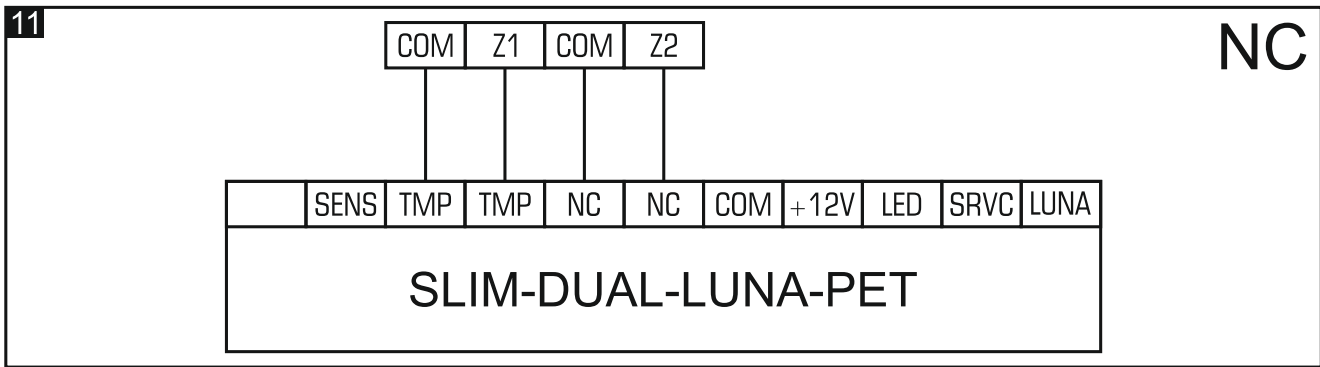 11
NC
COM Z1 COM Z2
SENS TMP TMP NC NC COM +12V LED SRVC LUNA
SLIM-DUAL-LUNA-PET